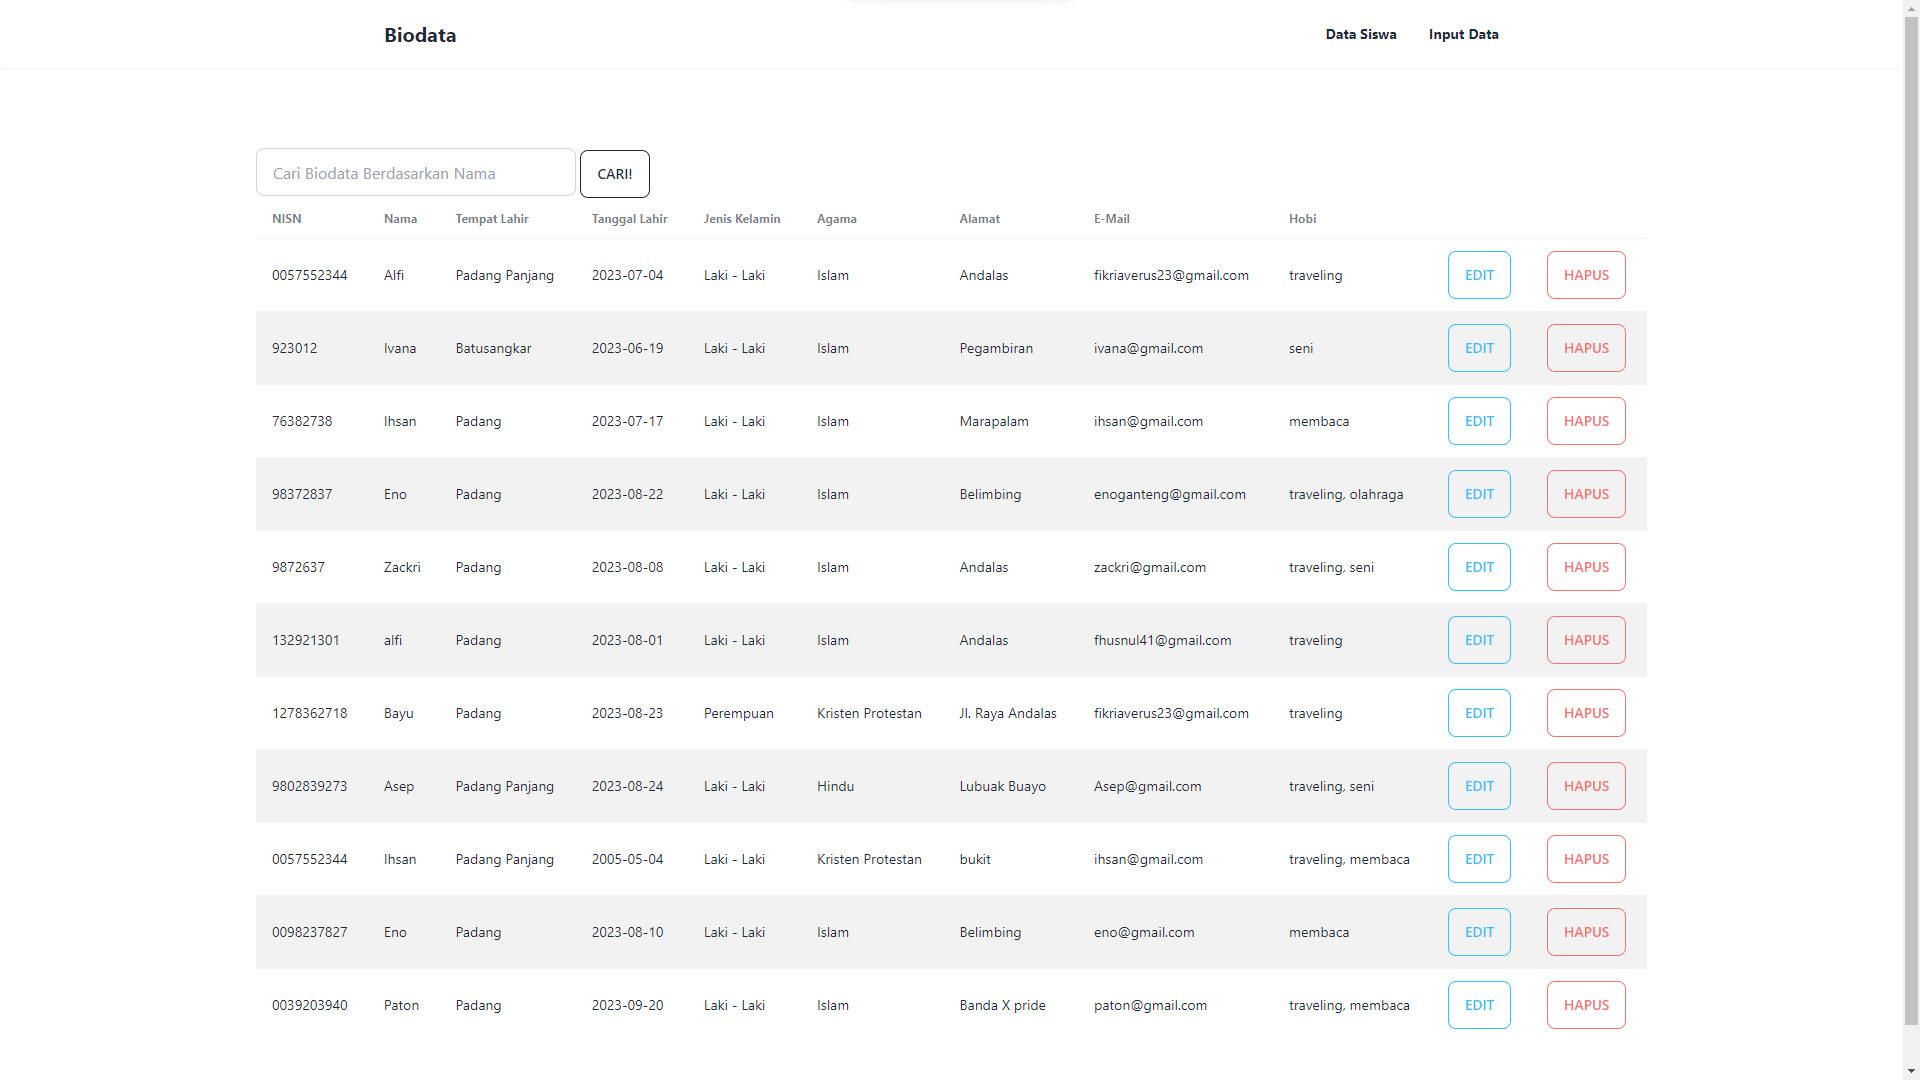 Biodata Data Siswa Input Data
Cari Biodata Berdasarkan Nama CARI!
NISN Nama Tempat Lahir Tanggal Lahir Jenis Kelamin Agama Alamat E-Mail Hobi
0057552344 Alfi Padang Panjang 2023-07-04 Laki - Laki Islam Andalas fikriaverus23@gmail.com traveling EDIT HAPUS
923012 Ivana Batusangkar 2023-06-19 Laki - Laki Islam Pegambiran ivana@gmail.com seni EDIT HAPUS
76382738 Ihsan Padang 2023-07-17 Laki - Laki Islam Marapalam ihsan@gmail.com membaca EDIT HAPUS
98372837 Eno Padang 2023-08-22 Laki - Laki Islam Belimbing enoganteng@gmail.com traveling, olahraga EDIT HAPUS
9872637 Zackri Padang 2023-08-08 Laki - Laki Islam Andalas zackri@gmail.com traveling, seni EDIT HAPUS
132921301 alfi Padang 2023-08-01 Laki - Laki Islam Andalas fhusnul41@gmail.com traveling EDIT HAPUS
1278362718 Bayu Padang 2023-08-23 Perempuan Kristen Protestan Jl. Raya Andalas fikriaverus23@gmail.com traveling EDIT HAPUS
9802839273 Asep Padang Panjang 2023-08-24 Laki - Laki Hindu Lubuak Buayo Asep@gmail.com traveling, seni EDIT HAPUS
0057552344 Ihsan Padang Panjang 2005-05-04 Laki - Laki Kristen Protestan bukit ihsan@gmail.com traveling, membaca EDIT HAPUS
0098237827 Eno Padang 2023-08-10 Laki - Laki Islam Belimbing eno@gmail.com membaca EDIT HAPUS
0039203940 Paton Padang 2023-09-20 Laki - Laki Islam Banda X pride paton@gmail.com traveling, membaca EDIT HAPUS